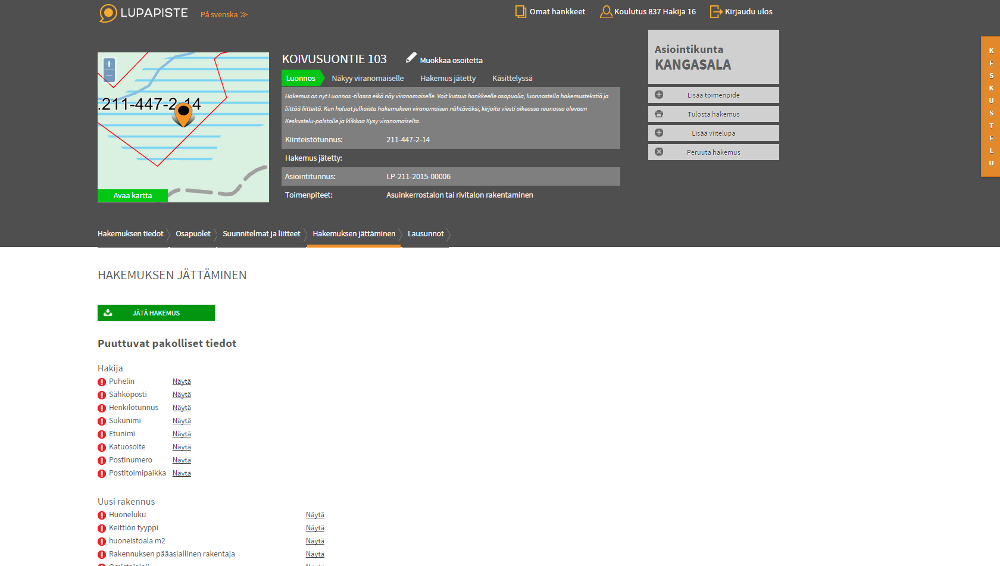 LUPAPISTE
På svenska
Omat hankkeet
Koulutus 837 Hakija 16
Kirjaudu ulos
.211-447-2-14
Avaa kartta
KOIVUSUONTIE 103
Muokkaa osoitetta
Luonnos
Näkyy viranomaiselle
Hakemus jätetty
Käsittelyssä
Hakemus on nyt Luonnos -tilassa eikä näy viranomaiselle. Voit kutsua hankkeelle osapuolia, luonnostella hakemustekstiä ja
liittää liitteitä. Kun haluat julkaista hakemuksen viranomaisen nähtäväksi, kirjoita viesti oikeassa reunassa olevaan
Keskustelu-palstalle ja klikkaa Kysy viranomaiselta.
Kiinteistötunnus: 211-447-2-14
Hakemus jätetty:
Asiointitunnus: LP-211-2015-00006
Toimenpiteet: Asuinkerrostalon tai rivitalon rakentaminen
Asiointikunta
KANGASALA
Lisää toimenpide
Tulosta hakemus
Lisää viitelupa
Peruuta hakemus
KESKUSTELU
Hakemuksen tiedot
Osapuolet
Suunnitelmat ja liitteet
Hakemuksen jättäminen
Lausunnot
HAKEMUKSEN JÄTTÄMINEN
JÄTÄ HAKEMUS
Puuttuvat pakolliset tiedot
Hakija
Puhelin Näytä
Sähköposti Näytä
Henkilötunnus Näytä
Sukunimi Näytä
Etunimi Näytä
Katuosoite Näytä
Postinumero Näytä
Postitoimipaikka Näytä
Uusi rakennus
Huoneluku Näytä
Keittiön tyyppi Näytä
huoneistoala m2 Näytä
Rakennuksen pääasiallinen rakentaja Näytä